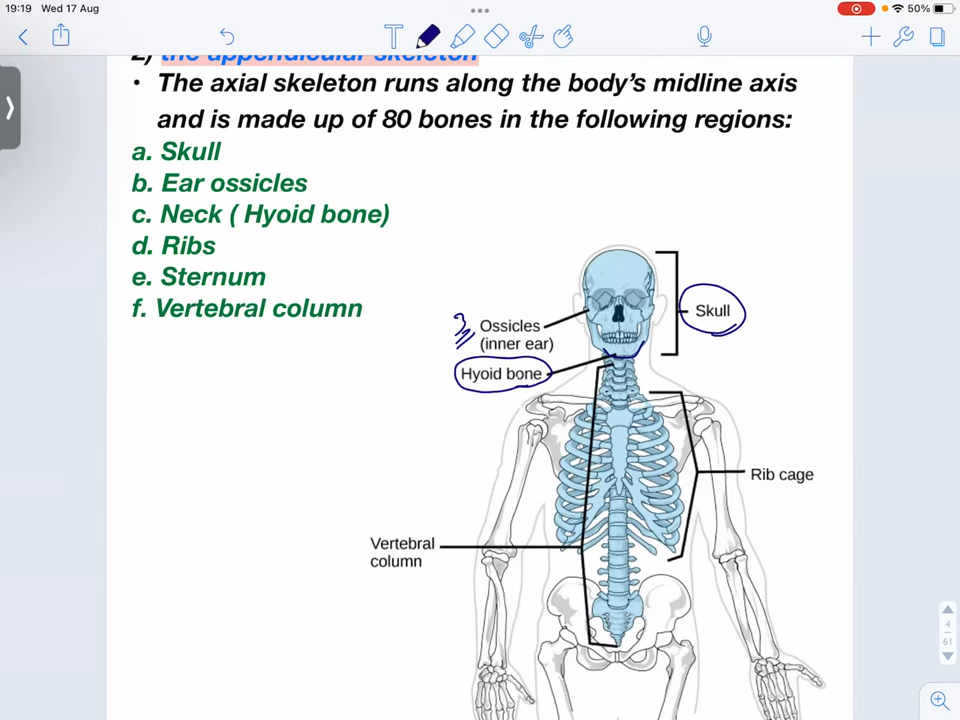 19:19 Wed 17 Aug
50%
T
2) the appendicular skeleton
• The axial skeleton runs along the body's midline axis
and is made up of 80 bones in the following regions:
a. Skull
b. Ear ossicles
c. Neck ( Hyoid bone)
d. Ribs
e. Sternum
f. Vertebral column
Skull
3
Ossicles
(inner ear)
Hyoid bone
Rib cage
Vertebral
column
4
61